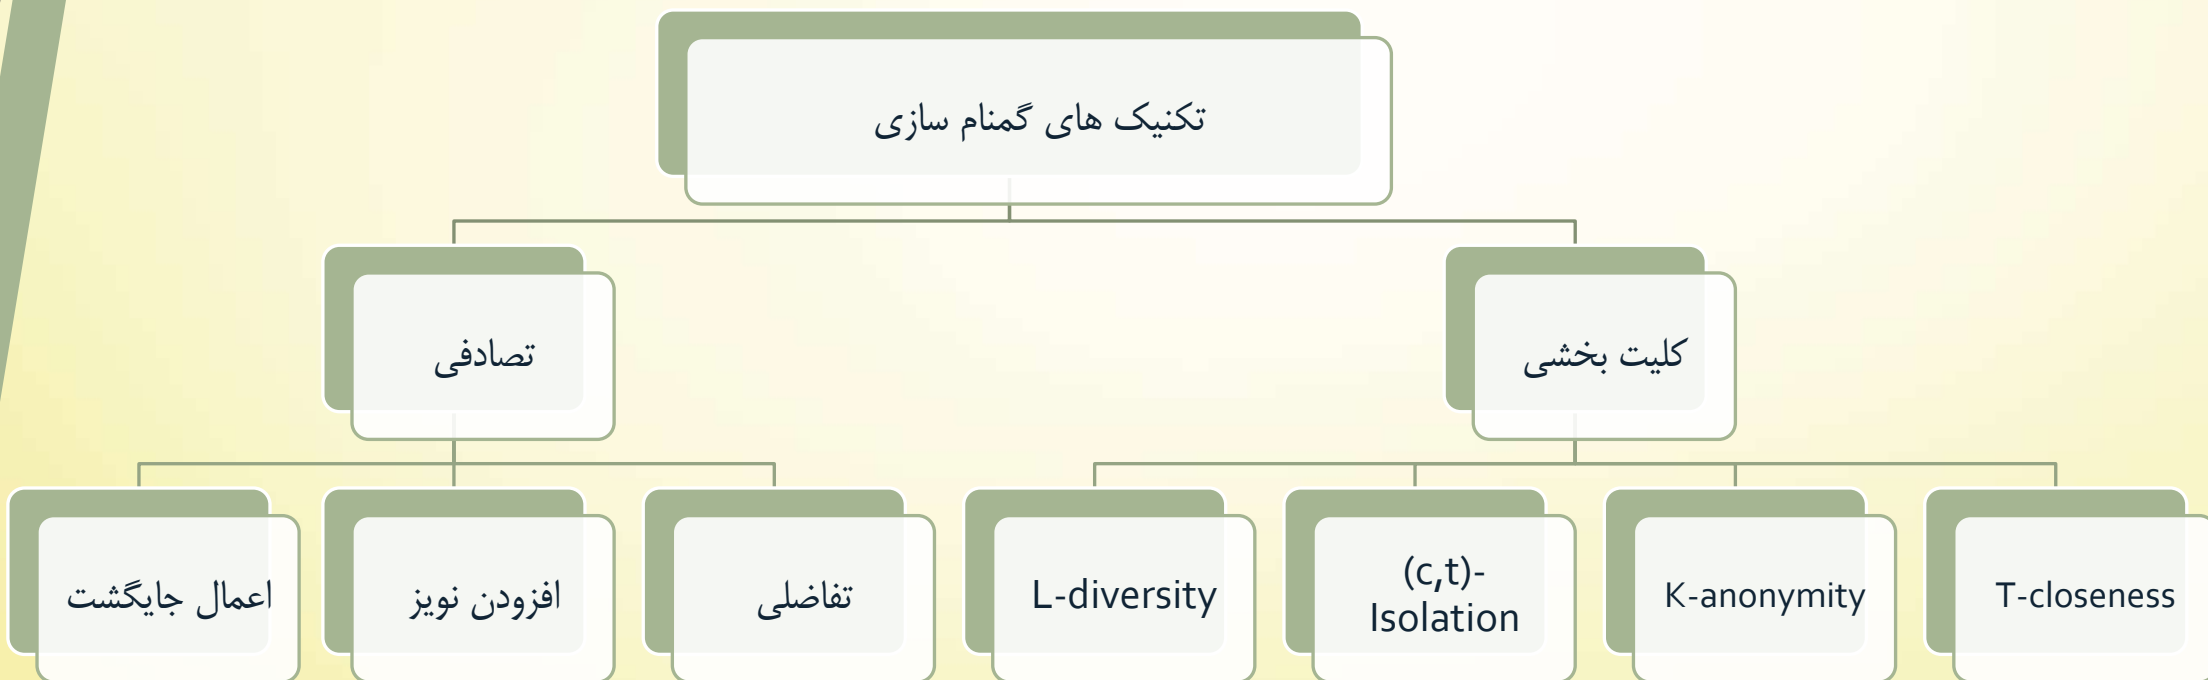 تکنیک های گمنام سازی
کلیت بخشی
تصادفی
T-closeness
K-anonymity
(c,t)-
Isolation
L-diversity
تفاضلی
افزودن نویز
اعمال جایگشت